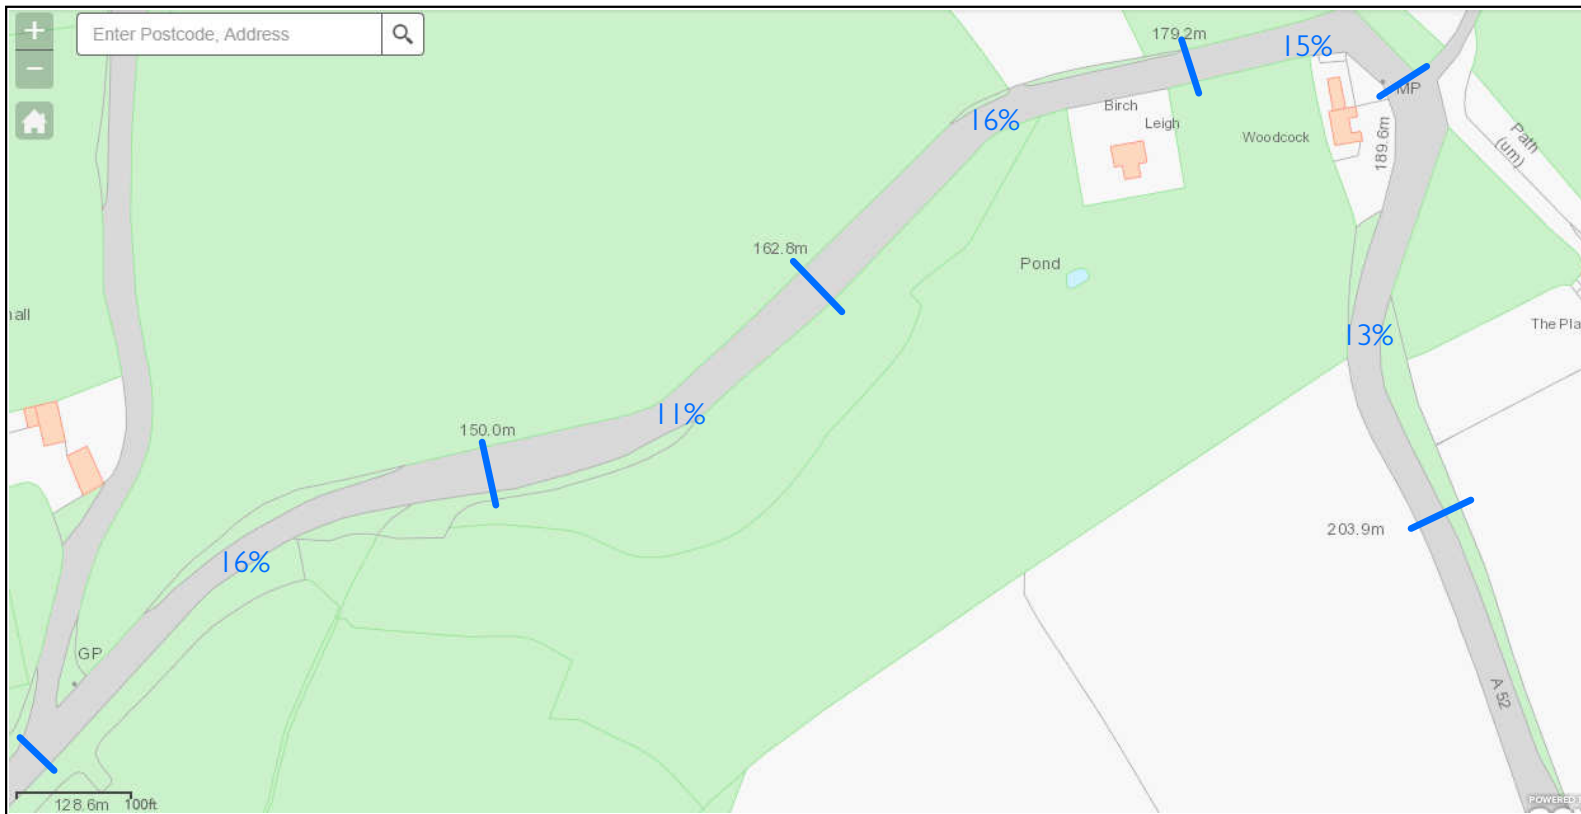 +
Enter Postcode, Address
−
179.2m
15%
MP
Birch
Leigh
16%
Woodcock
189.6m
Path
(um)
162.8m
Pond
all
The Pla
13%
11%
150.0m
203.9m
16%
GP
A 52
128.6m
100ft
POWERED